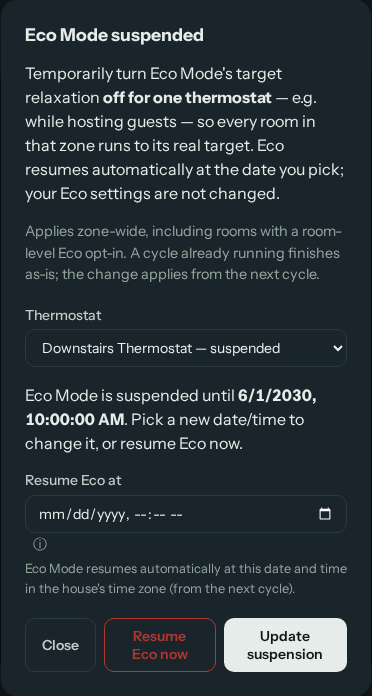 Eco Mode suspended
Temporarily turn Eco Mode's target
relaxation off for one thermostat — e.g.
while hosting guests — so every room in
that zone runs to its real target. Eco
resumes automatically at the date you pick;
your Eco settings are not changed.
Applies zone-wide, including rooms with a room-
level Eco opt-in. A cycle already running finishes
as-is; the change applies from the next cycle.
Thermostat
Downstairs Thermostat — suspended
Eco Mode is suspended until 6/1/2030,
10:00:00 AM. Pick a new date/time to
change it, or resume Eco now.
Resume Eco at
mm/dd/yyyy, --:-- --
ⓘ
Eco Mode resumes automatically at this date and time
in the house's time zone (from the next cycle).
Close
Resume
Eco now
Update
suspension